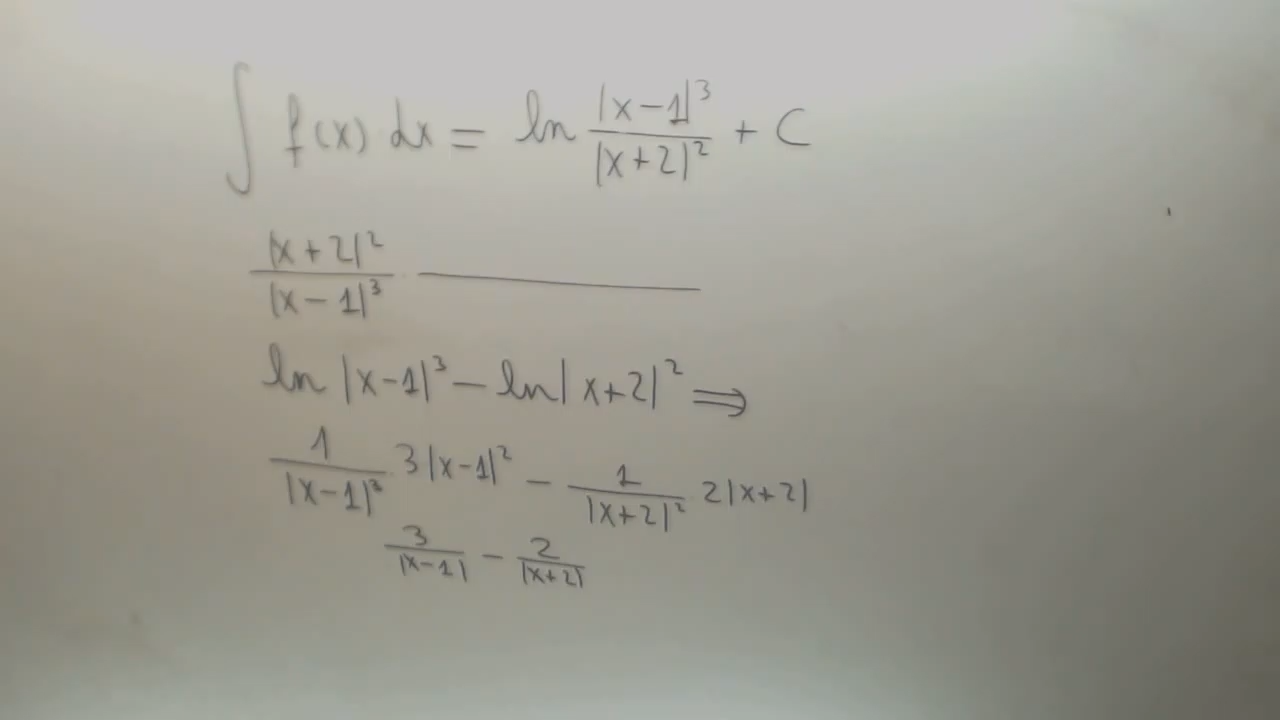 ∫ f(x) dx = ln |x-1|³/|x+2|² + C
|x+2|²/|x-1|³ · ―
ln |x-1|³ - ln |x+2|² ⇒
1/|x-1|³ · 3|x-1|² - 1/|x+2|² · 2|x+2|
3/|x-1| - 2/|x+2|